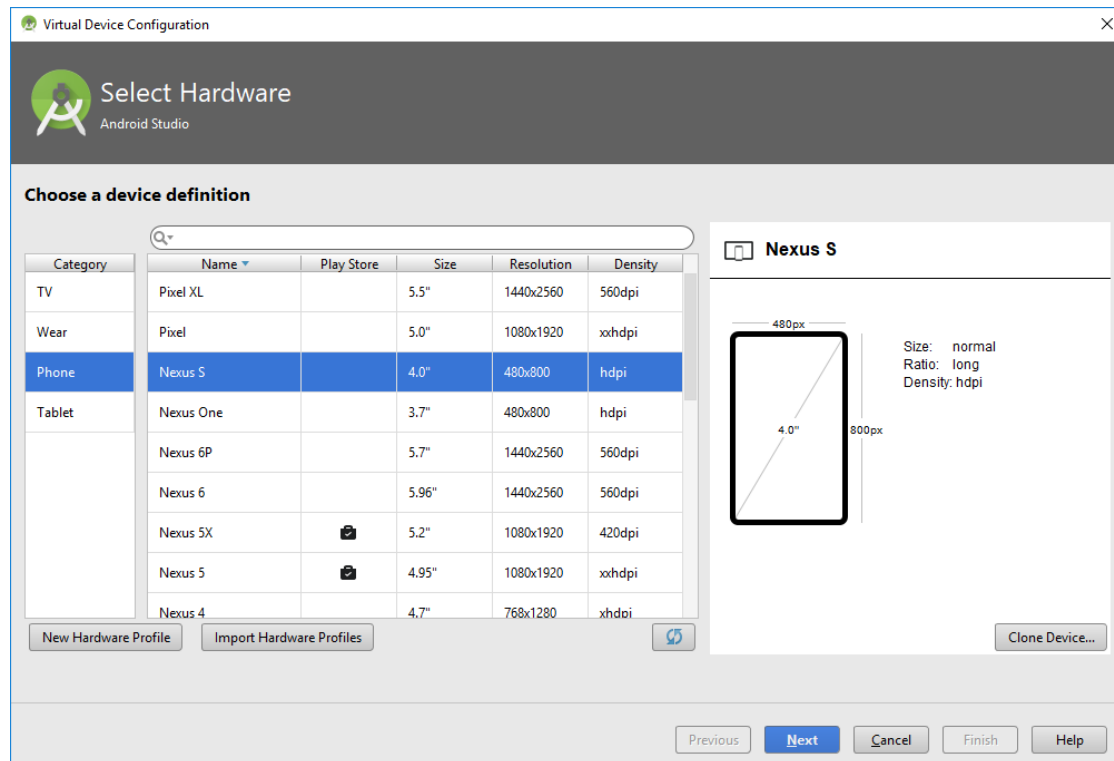 Virtual Device Configuration
Select Hardware
Android Studio
Choose a device definition
Category
TV
Wear
Phone
Tablet
Name Play Store Size Resolution Density
Pixel XL 5.5" 1440x2560 560dpi
Pixel 5.0" 1080x1920 xxhdpi
Nexus S 4.0" 480x800 hdpi
Nexus One 3.7" 480x800 hdpi
Nexus 6P 5.7" 1440x2560 560dpi
Nexus 6 5.96" 1440x2560 560dpi
Nexus 5X 5.2" 1080x1920 420dpi
Nexus 5 4.95" 1080x1920 xxhdpi
Nexus 4 4.7" 768x1280 xhdpi
New Hardware Profile Import Hardware Profiles
Nexus S
480px
4.0"
800px
Size: normal
Ratio: long
Density: hdpi
Clone Device...
Previous Next Cancel Finish Help